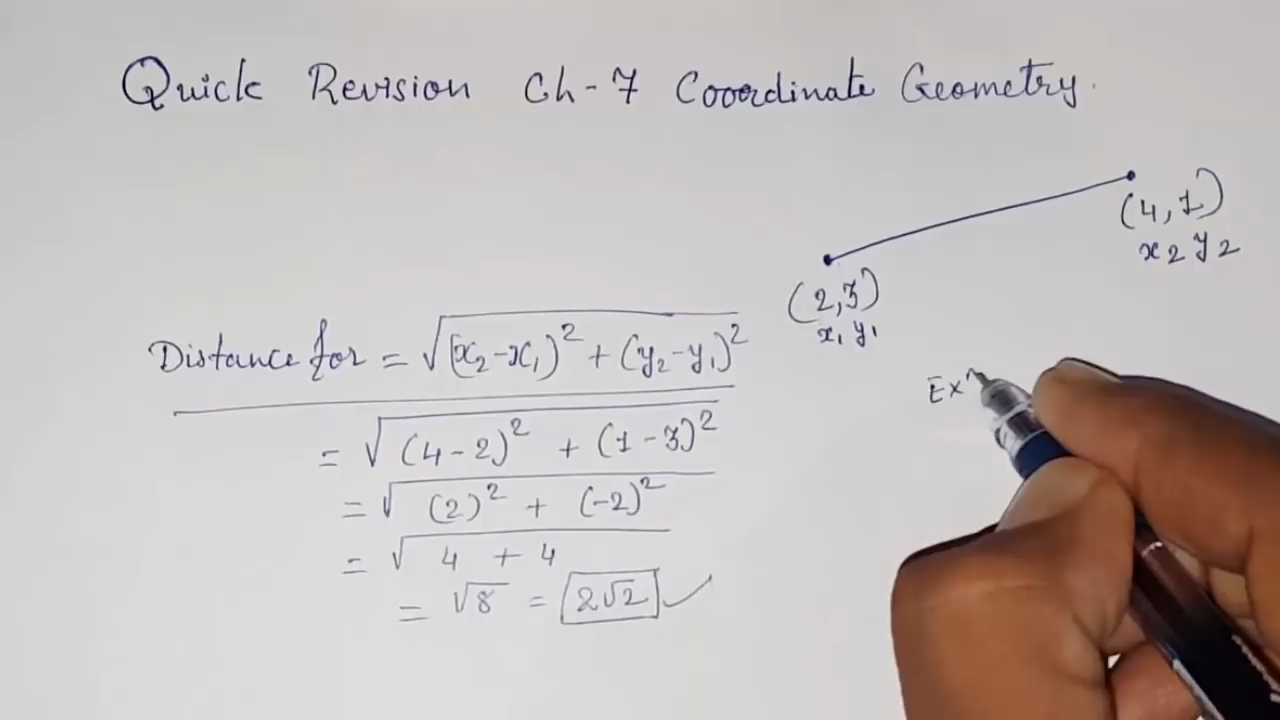 Quick Revision Ch-7 Cooordinate Geometry.
(4,1)
x2 y2
(2,3)
x₁ y₁
Distance for = √(x₂-x₁)² + (y₂-y₁)²
= √(4-2)² + (1-3)²
= √(2)² + (-2)²
= √4 + 4
= √8 = 2√2 ✓
Ex